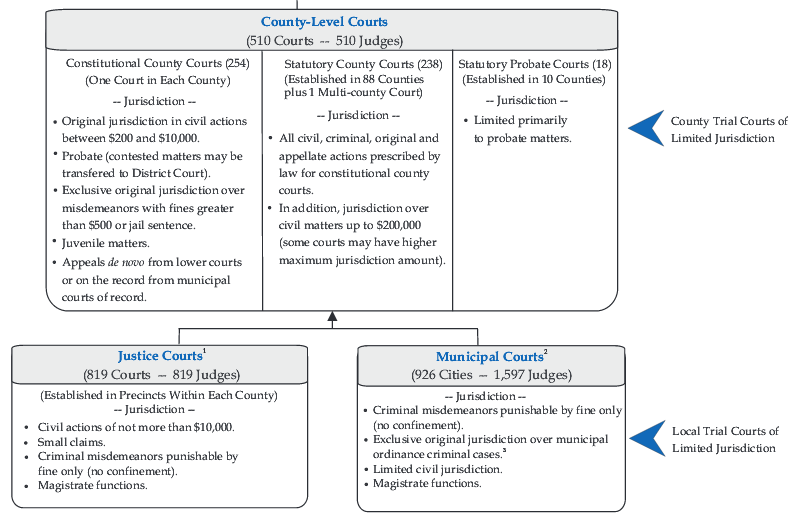 County-Level Courts
(510 Courts -- 510 Judges)
Constitutional County Courts (254)
(One Court in Each County)
-- Jurisdiction --
• Original jurisdiction in civil actions
between $200 and $10,000.
• Probate (contested matters may be
transfered to District Court).
• Exclusive original jurisdiction over
misdemeanors with fines greater
than $500 or jail sentence.
• Juvenile matters.
• Appeals de novo from lower courts
or on the record from municipal
courts of record.
Statutory County Courts (238)
(Established in 88 Counties
plus 1 Multi-county Court)
-- Jurisdiction --
• All civil, criminal, original and
appellate actions prescribed by
law for constitutional county
courts.
• In addition, jurisdiction over
civil matters up to $200,000
(some courts may have higher
maximum jurisdiction amount).
Statutory Probate Courts (18)
(Established in 10 Counties)
-- Jurisdiction --
• Limited primarily
to probate matters.
County Trial Courts of
Limited Jurisdiction
Justice Courts¹
(819 Courts -- 819 Judges)
(Established in Precincts Within Each County)
-- Jurisdiction --
• Civil actions of not more than $10,000.
• Small claims.
• Criminal misdemeanors punishable by
fine only (no confinement).
• Magistrate functions.
Municipal Courts²
(926 Cities -- 1,597 Judges)
-- Jurisdiction --
• Criminal misdemeanors punishable by fine only
(no confinement).
• Exclusive original jurisdiction over municipal
ordinance criminal cases.³
• Limited civil jurisdiction.
• Magistrate functions.
Local Trial Courts of
Limited Jurisdiction